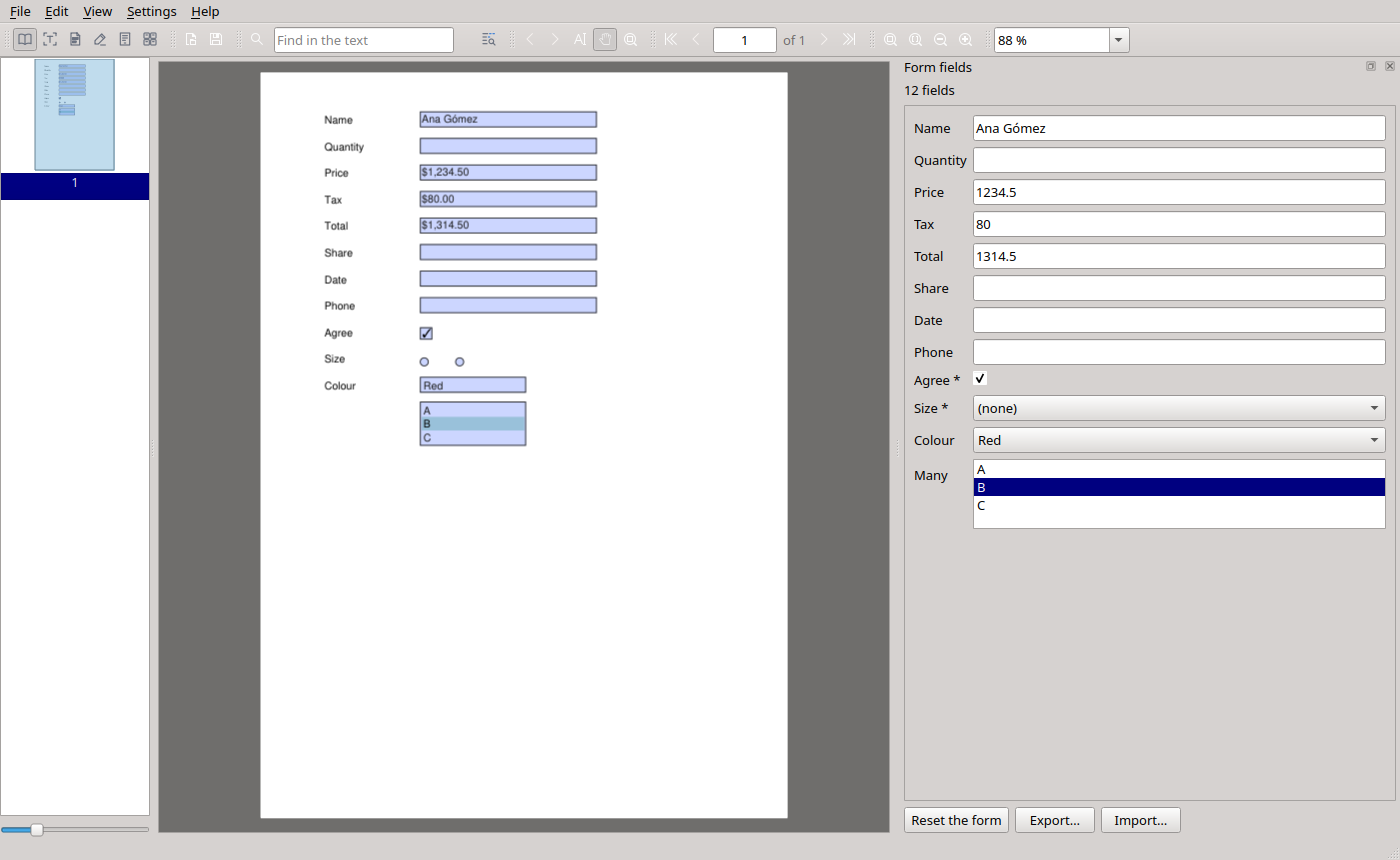 File Edit View Settings Help
Find in the text
1 of 1
88 %
1
Name Ana Gómez
Quantity
Price $1,234.50
Tax $80.00
Total $1,314.50
Share
Date
Phone
Agree
Size
Colour Red
A
B
C
Form fields
12 fields
Name Ana Gómez
Quantity
Price 1234.5
Tax 80
Total 1314.5
Share
Date
Phone
Agree *
Size * (none)
Colour Red
Many A
B
C
Reset the form Export... Import...